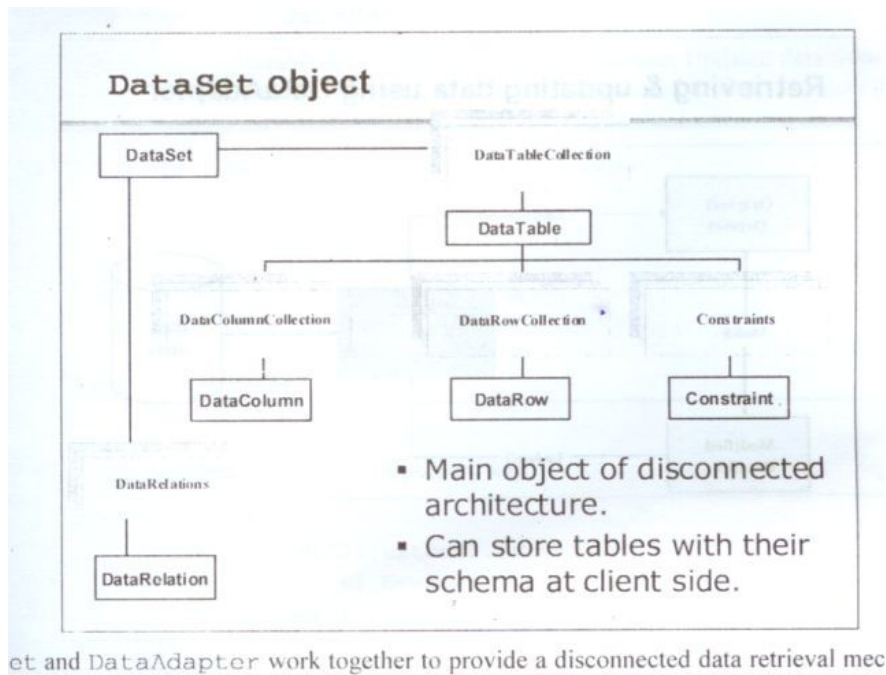 DataSet object
DataSet
DataTableCollection
DataTable
DataColumnCollection
DataRowCollection
Constraints
DataColumn
DataRow
Constraint
DataRelations
DataRelation
▪ Main object of disconnected
architecture.
▪ Can store tables with their
schema at client side.
et and DataAdapter work together to provide a disconnected data retrieval mec